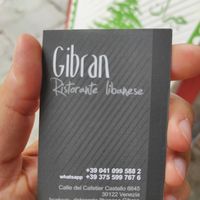 Gibran
Ristorante libanese
+39 041 099 588 2
whatsapp +39 375 599 767 6
Calle del Cafetier Castello 6645
30122 Venezia